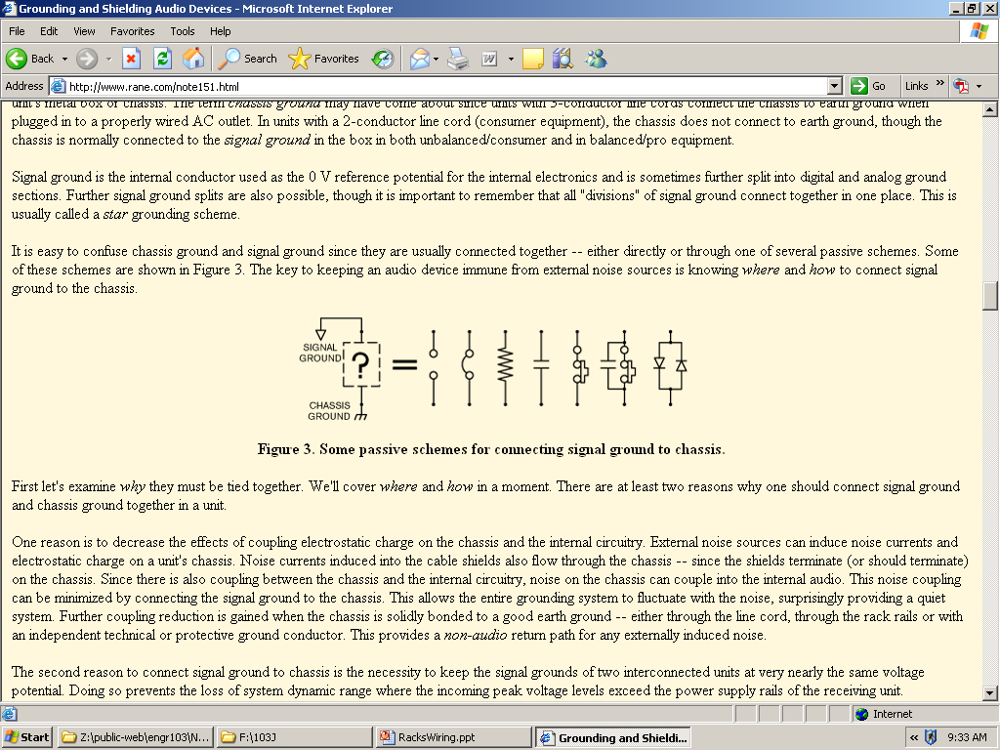 Grounding and Shielding Audio Devices - Microsoft Internet Explorer
File Edit View Favorites Tools Help
Back Search Favorites W
Address http://www.rane.com/note151.html Go Links »
unit's metal box or chassis. The term chassis ground may have come about since units with 3-conductor line cords connect the chassis to earth ground when
plugged in to a properly wired AC outlet. In units with a 2-conductor line cord (consumer equipment), the chassis does not connect to earth ground, though the
chassis is normally connected to the signal ground in the box in both unbalanced/consumer and in balanced/pro equipment.
Signal ground is the internal conductor used as the 0 V reference potential for the internal electronics and is sometimes further split into digital and analog ground
sections. Further signal ground splits are also possible, though it is important to remember that all "divisions" of signal ground connect together in one place. This is
usually called a star grounding scheme.
It is easy to confuse chassis ground and signal ground since they are usually connected together -- either directly or through one of several passive schemes. Some
of these schemes are shown in Figure 3. The key to keeping an audio device immune from external noise sources is knowing where and how to connect signal
ground to the chassis.
SIGNAL
GROUND
? =
CHASSIS
GROUND
Figure 3. Some passive schemes for connecting signal ground to chassis.
First let's examine why they must be tied together. We'll cover where and how in a moment. There are at least two reasons why one should connect signal ground
and chassis ground together in a unit.
One reason is to decrease the effects of coupling electrostatic charge on the chassis and the internal circuitry. External noise sources can induce noise currents and
electrostatic charge on a unit's chassis. Noise currents induced into the cable shields also flow through the chassis -- since the shields terminate (or should terminate)
on the chassis. Since there is also coupling between the chassis and the internal circuitry, noise on the chassis can couple into the internal audio. This noise coupling
can be minimized by connecting the signal ground to the chassis. This allows the entire grounding system to fluctuate with the noise, surprisingly providing a quiet
system. Further coupling reduction is gained when the chassis is solidly bonded to a good earth ground -- either through the line cord, through the rack rails or with
an independent technical or protective ground conductor. This provides a non-audio return path for any externally induced noise.
The second reason to connect signal ground to chassis is the necessity to keep the signal grounds of two interconnected units at very nearly the same voltage
potential. Doing so prevents the loss of system dynamic range where the incoming peak voltage levels exceed the power supply rails of the receiving unit.
Internet
Start Z:\public-web\engr103\N... F:\103J RacksWiring.ppt Grounding and Shieldi... « 9:33 AM